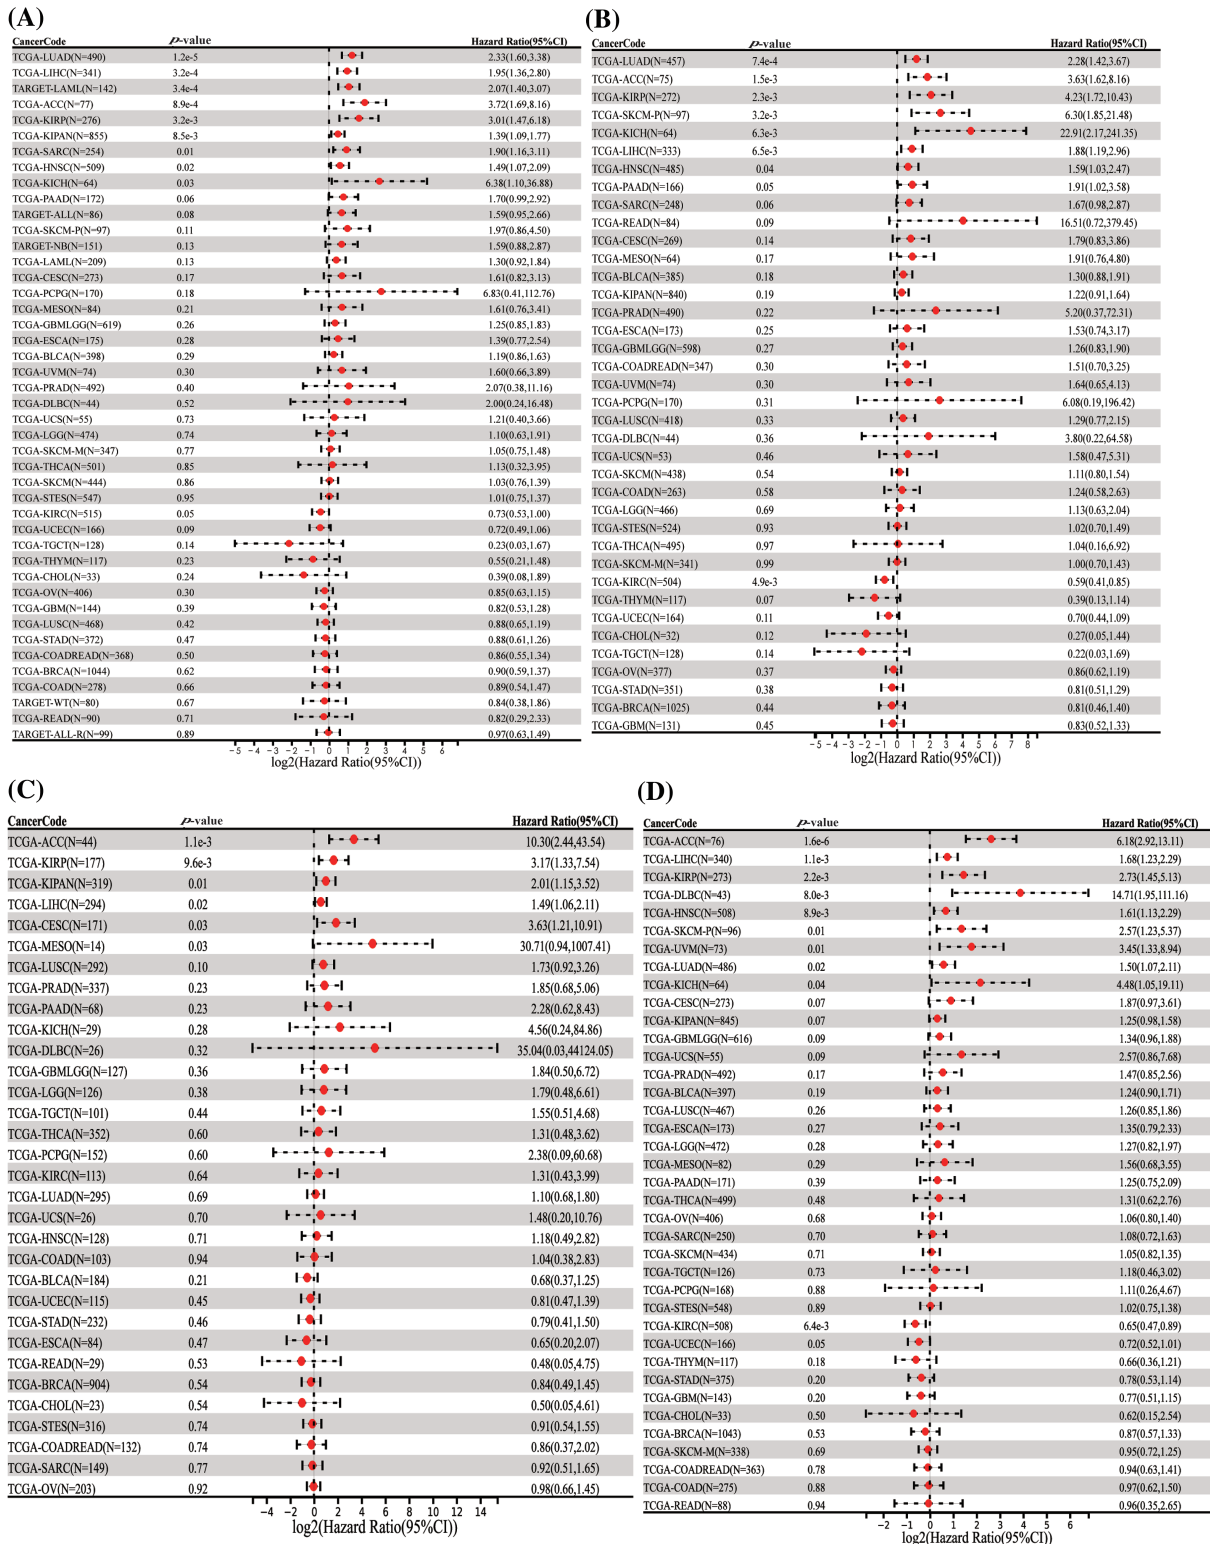 (A)
CancerCode p-value Hazard Ratio(95%CI)
TCGA-LUAD(N=490) 1.2e-5 2.33(1.60,3.38)
TCGA-LIHC(N=341) 3.2e-4 1.95(1.36,2.80)
TARGET-LAML(N=142) 3.4e-4 2.07(1.40,3.07)
TCGA-ACC(N=77) 8.9e-4 3.72(1.69,8.16)
TCGA-KIRP(N=276) 3.2e-3 3.01(1.47,6.18)
TCGA-KIPAN(N=855) 8.5e-3 1.39(1.09,1.77)
TCGA-SARC(N=254) 0.01 1.90(1.16,3.11)
TCGA-HNSC(N=509) 0.02 1.49(1.07,2.09)
TCGA-KICH(N=64) 0.03 6.38(1.10,36.88)
TCGA-PAAD(N=172) 0.06 1.70(0.99,2.92)
TARGET-ALL(N=86) 0.08 1.59(0.95,2.66)
TCGA-SKCM-P(N=97) 0.11 1.97(0.86,4.50)
TARGET-NB(N=151) 0.13 1.59(0.88,2.87)
TCGA-LAML(N=209) 0.13 1.30(0.92,1.84)
TCGA-CESC(N=273) 0.17 1.61(0.82,3.13)
TCGA-PCPG(N=170) 0.18 6.83(0.41,112.76)
TCGA-MESO(N=84) 0.21 1.61(0.76,3.41)
TCGA-GBMLGG(N=619) 0.26 1.25(0.85,1.83)
TCGA-ESCA(N=175) 0.28 1.39(0.77,2.54)
TCGA-BLCA(N=398) 0.29 1.19(0.86,1.63)
TCGA-UVM(N=74) 0.30 1.60(0.66,3.89)
TCGA-PRAD(N=492) 0.40 2.07(0.38,11.16)
TCGA-DLBC(N=44) 0.52 2.00(0.24,16.48)
TCGA-UCS(N=55) 0.73 1.21(0.40,3.66)
TCGA-LGG(N=474) 0.74 1.10(0.63,1.91)
TCGA-SKCM-M(N=347) 0.77 1.05(0.75,1.48)
TCGA-THCA(N=501) 0.85 1.13(0.32,3.95)
TCGA-SKCM(N=444) 0.86 1.03(0.76,1.39)
TCGA-STES(N=547) 0.95 1.01(0.75,1.37)
TCGA-KIRC(N=515) 0.05 0.73(0.53,1.00)
TCGA-UCEC(N=166) 0.09 0.72(0.49,1.06)
TCGA-TGCT(N=128) 0.14 0.23(0.03,1.67)
TCGA-THYM(N=117) 0.23 0.55(0.21,1.48)
TCGA-CHOL(N=33) 0.24 0.39(0.08,1.89)
TCGA-OV(N=406) 0.30 0.85(0.63,1.15)
TCGA-GBM(N=144) 0.39 0.82(0.53,1.28)
TCGA-LUSC(N=468) 0.42 0.88(0.65,1.19)
TCGA-STAD(N=372) 0.47 0.88(0.61,1.26)
TCGA-COADREAD(N=368) 0.50 0.86(0.55,1.34)
TCGA-BRCA(N=1044) 0.62 0.90(0.59,1.37)
TCGA-COAD(N=278) 0.66 0.89(0.54,1.47)
TARGET-WT(N=80) 0.67 0.84(0.38,1.86)
TCGA-READ(N=90) 0.71 0.82(0.29,2.33)
TARGET-ALL-R(N=99) 0.89 0.97(0.63,1.49)
−5 −5 −4 −3 −2 −1 0 1 2 3 4 5 6
log2(Hazard Ratio(95%CI))
(B)
CancerCode p-value Hazard Ratio(95%CI)
TCGA-LUAD(N=457) 7.4e-4 2.28(1.42,3.67)
TCGA-ACC(N=75) 1.5e-3 3.63(1.62,8.16)
TCGA-KIRP(N=272) 2.3e-3 4.23(1.72,10.43)
TCGA-SKCM-P(N=97) 3.2e-3 6.30(1.85,21.48)
TCGA-KICH(N=64) 6.3e-3 22.91(2.17,241.35)
TCGA-LIHC(N=333) 6.5e-3 1.88(1.19,2.96)
TCGA-HNSC(N=485) 0.04 1.59(1.03,2.47)
TCGA-PAAD(N=166) 0.05 1.91(1.02,3.58)
TCGA-SARC(N=248) 0.06 1.67(0.98,2.87)
TCGA-READ(N=84) 0.09 16.51(0.72,379.45)
TCGA-CESC(N=269) 0.14 1.79(0.83,3.86)
TCGA-MESO(N=64) 0.17 1.91(0.76,4.80)
TCGA-BLCA(N=385) 0.18 1.30(0.88,1.91)
TCGA-KIPAN(N=840) 0.19 1.22(0.91,1.64)
TCGA-PRAD(N=490) 0.22 5.20(0.37,72.31)
TCGA-ESCA(N=173) 0.25 1.53(0.74,3.17)
TCGA-GBMLGG(N=598) 0.27 1.26(0.83,1.90)
TCGA-COADREAD(N=347) 0.30 1.51(0.70,3.25)
TCGA-UVM(N=74) 0.30 1.64(0.65,4.13)
TCGA-PCPG(N=170) 0.31 6.08(0.19,196.42)
TCGA-LUSC(N=418) 0.33 1.29(0.77,2.15)
TCGA-DLBC(N=44) 0.36 3.80(0.22,64.58)
TCGA-UCS(N=53) 0.46 1.58(0.47,5.31)
TCGA-SKCM(N=438) 0.54 1.11(0.80,1.54)
TCGA-COAD(N=263) 0.58 1.24(0.58,2.63)
TCGA-LGG(N=466) 0.69 1.13(0.63,2.04)
TCGA-STES(N=524) 0.93 1.02(0.70,1.49)
TCGA-THCA(N=495) 0.97 1.04(0.16,6.92)
TCGA-SKCM-M(N=341) 0.99 1.00(0.70,1.43)
TCGA-KIRC(N=504) 4.9e-3 0.59(0.41,0.85)
TCGA-THYM(N=117) 0.07 0.39(0.13,1.14)
TCGA-UCEC(N=164) 0.11 0.70(0.44,1.09)
TCGA-CHOL(N=32) 0.12 0.27(0.05,1.44)
TCGA-TGCT(N=128) 0.14 0.22(0.03,1.69)
TCGA-OV(N=377) 0.37 0.86(0.62,1.19)
TCGA-STAD(N=351) 0.38 0.81(0.51,1.29)
TCGA-BRCA(N=1025) 0.44 0.81(0.46,1.40)
TCGA-GBM(N=131) 0.45 0.83(0.52,1.33)
−5 −4 −3 −2 −1 0 1 2 3 4 5 6 7 8
log2(Hazard Ratio(95%CI))
(C)
CancerCode p-value Hazard Ratio(95%CI)
TCGA-ACC(N=44) 1.1e-3 10.30(2.44,43.54)
TCGA-KIRP(N=177) 9.6e-3 3.17(1.33,7.54)
TCGA-KIPAN(N=319) 0.01 2.01(1.15,3.52)
TCGA-LIHC(N=294) 0.02 1.49(1.06,2.11)
TCGA-CESC(N=171) 0.03 3.63(1.21,10.91)
TCGA-MESO(N=14) 0.03 30.71(0.94,1007.41)
TCGA-LUSC(N=292) 0.10 1.73(0.92,3.26)
TCGA-PRAD(N=337) 0.23 1.85(0.68,5.06)
TCGA-PAAD(N=68) 0.23 2.28(0.62,8.43)
TCGA-KICH(N=29) 0.28 4.56(0.24,84.86)
TCGA-DLBC(N=26) 0.32 35.04(0.03,44124.05)
TCGA-GBMLGG(N=127) 0.36 1.84(0.50,6.72)
TCGA-LGG(N=126) 0.38 1.79(0.48,6.61)
TCGA-TGCT(N=101) 0.44 1.55(0.51,4.68)
TCGA-THCA(N=352) 0.60 1.31(0.48,3.62)
TCGA-PCPG(N=152) 0.60 2.38(0.09,60.68)
TCGA-KIRC(N=113) 0.64 1.31(0.43,3.99)
TCGA-LUAD(N=295) 0.69 1.10(0.68,1.80)
TCGA-UCS(N=26) 0.70 1.48(0.20,10.76)
TCGA-HNSC(N=128) 0.71 1.18(0.49,2.82)
TCGA-COAD(N=103) 0.94 1.04(0.38,2.83)
TCGA-BLCA(N=184) 0.21 0.68(0.37,1.25)
TCGA-UCEC(N=115) 0.45 0.81(0.47,1.39)
TCGA-STAD(N=232) 0.46 0.79(0.41,1.50)
TCGA-ESCA(N=84) 0.47 0.65(0.20,2.07)
TCGA-READ(N=29) 0.53 0.48(0.05,4.75)
TCGA-BRCA(N=904) 0.54 0.84(0.49,1.45)
TCGA-CHOL(N=23) 0.54 0.50(0.05,4.61)
TCGA-STES(N=316) 0.74 0.91(0.54,1.55)
TCGA-COADREAD(N=132) 0.74 0.86(0.37,2.02)
TCGA-SARC(N=149) 0.77 0.92(0.51,1.65)
TCGA-OV(N=203) 0.92 0.98(0.66,1.45)
−4 −2 0 2 4 6 8 10 12 14
log2(Hazard Ratio(95%CI))
(D)
CancerCode p-value Hazard Ratio(95%CI)
TCGA-ACC(N=76) 1.6e-6 6.18(2.92,13.11)
TCGA-LIHC(N=340) 1.1e-3 1.68(1.23,2.29)
TCGA-KIRP(N=273) 2.2e-3 2.73(1.45,5.13)
TCGA-DLBC(N=43) 8.0e-3 14.71(1.95,111.16)
TCGA-HNSC(N=508) 8.9e-3 1.61(1.13,2.29)
TCGA-SKCM-P(N=96) 0.01 2.57(1.23,5.37)
TCGA-UVM(N=73) 0.01 3.45(1.33,8.94)
TCGA-LUAD(N=486) 0.02 1.50(1.07,2.11)
TCGA-KICH(N=64) 0.04 4.48(1.05,19.11)
TCGA-CESC(N=273) 0.07 1.87(0.97,3.61)
TCGA-KIPAN(N=845) 0.07 1.25(0.98,1.58)
TCGA-GBMLGG(N=616) 0.09 1.34(0.96,1.88)
TCGA-UCS(N=55) 0.09 2.57(0.86,7.68)
TCGA-PRAD(N=492) 0.17 1.47(0.85,2.56)
TCGA-BLCA(N=397) 0.19 1.24(0.90,1.71)
TCGA-LUSC(N=467) 0.26 1.26(0.85,1.86)
TCGA-ESCA(N=173) 0.27 1.35(0.79,2.33)
TCGA-LGG(N=472) 0.28 1.27(0.82,1.97)
TCGA-MESO(N=82) 0.29 1.56(0.68,3.55)
TCGA-PAAD(N=171) 0.39 1.25(0.75,2.09)
TCGA-THCA(N=499) 0.48 1.31(0.62,2.76)
TCGA-OV(N=406) 0.68 1.06(0.80,1.40)
TCGA-SARC(N=250) 0.70 1.08(0.72,1.63)
TCGA-SKCM(N=434) 0.71 1.05(0.82,1.35)
TCGA-TGCT(N=126) 0.73 1.18(0.46,3.02)
TCGA-PCPG(N=168) 0.88 1.11(0.26,4.67)
TCGA-STES(N=548) 0.89 1.02(0.75,1.38)
TCGA-KIRC(N=508) 6.4e-3 0.65(0.47,0.89)
TCGA-UCEC(N=166) 0.05 0.72(0.52,1.01)
TCGA-THYM(N=117) 0.18 0.66(0.36,1.21)
TCGA-STAD(N=375) 0.20 0.78(0.53,1.14)
TCGA-GBM(N=143) 0.20 0.77(0.51,1.15)
TCGA-CHOL(N=33) 0.50 0.62(0.15,2.54)
TCGA-BRCA(N=1043) 0.53 0.87(0.57,1.33)
TCGA-SKCM-M(N=338) 0.69 0.95(0.72,1.25)
TCGA-COADREAD(N=363) 0.78 0.94(0.63,1.41)
TCGA-COAD(N=275) 0.88 0.97(0.62,1.50)
TCGA-READ(N=88) 0.94 0.96(0.35,2.65)
−2 −1 0 1 2 3 4 5 6
log2(Hazard Ratio(95%CI))